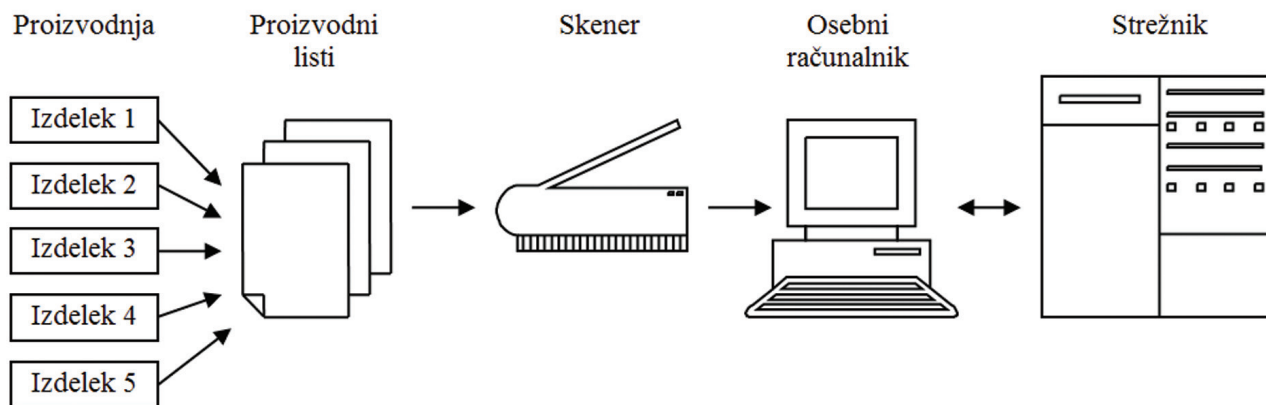 Proizvodnja
Proizvodni
listi
Skener
Osebni
računalnik
Strežnik
Izdelek 1
Izdelek 2
Izdelek 3
Izdelek 4
Izdelek 5